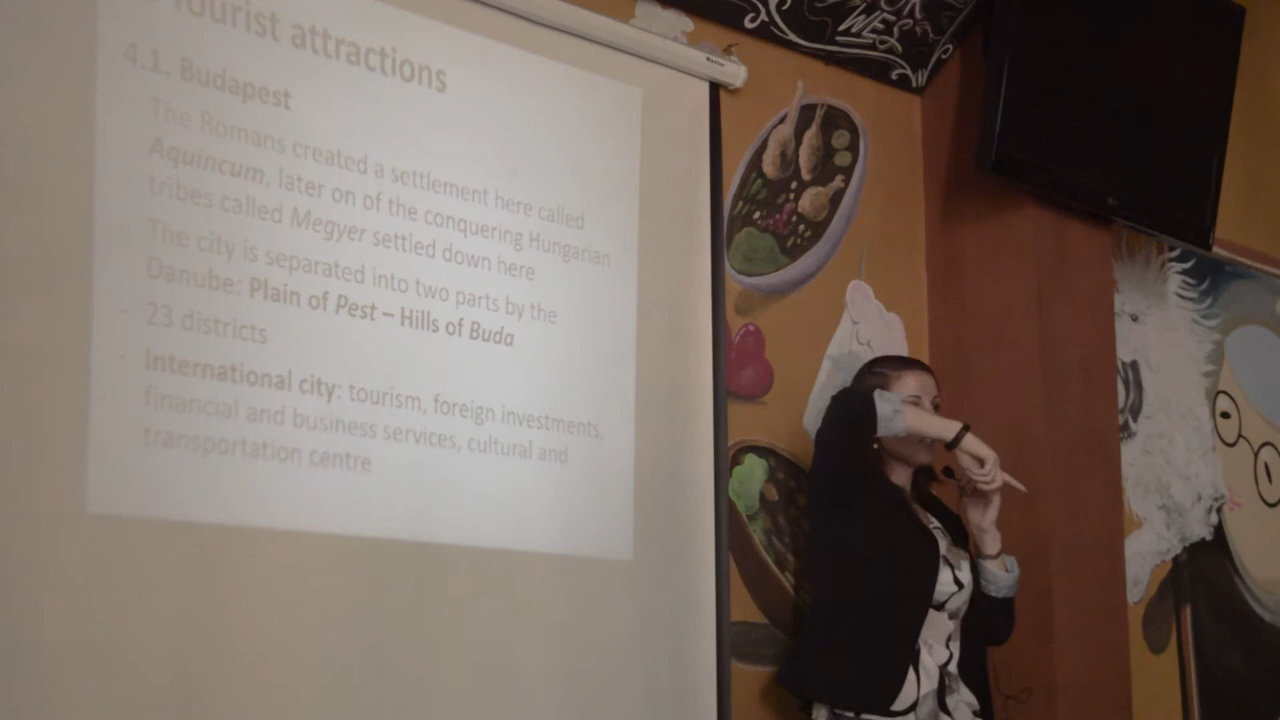 Tourist attractions
4.1. Budapest
The Romans created a settlement here called
Aquincum, later on of the conquering Hungarian
tribes called Megyer settled down here
The city is separated into two parts by the
Danube: Plain of Pest – Hills of Buda
- 23 districts
- International city: tourism, foreign investments,
financial and business services, cultural and
transportation centre
WES